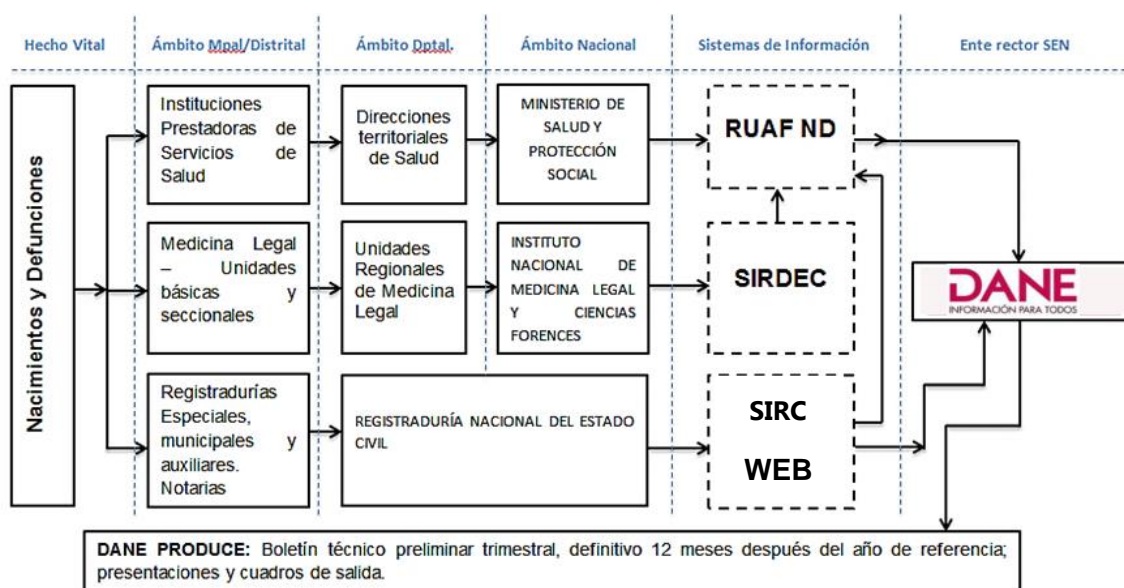 Hecho Vital
Ámbito Mpal/Distrital
Ámbito Dptal.
Ámbito Nacional
Sistemas de Información
Ente rector SEN
Nacimientos y Defunciones
Instituciones
Prestadoras de
Servicios de
Salud
Direcciones
territoriales
de Salud
MINISTERIO DE
SALUD Y
PROTECCIÓN
SOCIAL
RUAF ND
Medicina Legal
– Unidades
básicas y
seccionales
Unidades
Regionales
de Medicina
Legal
INSTITUTO
NACIONAL DE
MEDICINA LEGAL
Y CIENCIAS
FORENCES
SIRDEC
DANE
INFORMACIÓN PARA TODOS
Registradurías
Especiales,
municipales y
auxiliares.
Notarias
REGISTRADURÍA NACIONAL DEL ESTADO
CIVIL
SIRC
WEB
DANE PRODUCE: Boletín técnico preliminar trimestral, definitivo 12 meses después del año de referencia;
presentaciones y cuadros de salida.